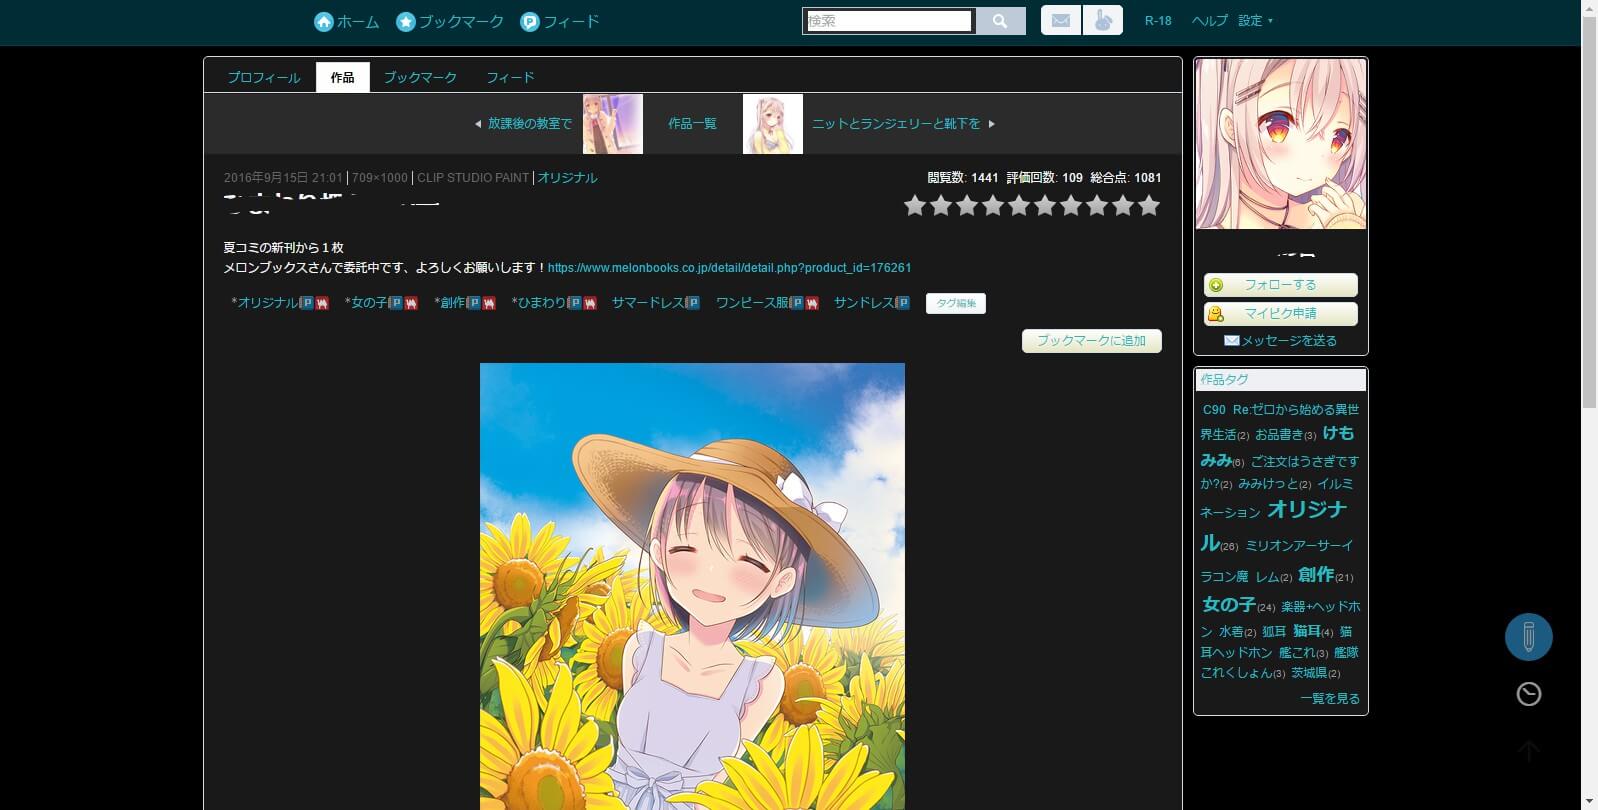 ホーム ブックマーク フィード 検索 R-18 ヘルプ 設定
プロフィール 作品 ブックマーク フィード
放課後の教室で 作品一覧 ニットとランジェリーと靴下を
2016年9月15日 21:01 | 709×1000 | CLIP STUDIO PAINT | オリジナル
閲覧数: 1441 評価回数: 109 総合点: 1081
夏コミの新刊から１枚
メロンブックスさんで委託中です、よろしくお願いします！https://www.melonbooks.co.jp/detail/detail.php?product_id=176261
*オリジナル *女の子 *創作 *ひまわり サマードレス ワンピース服 サンドレス タグ編集
ブックマークに追加
フォローする
マイピク申請
メッセージを送る
作品タグ
C90 Re:ゼロから始める異世
界生活(2) お品書き(3) けも
みみ(6) ご注文はうさぎです
か?(2) みみけっと(2) イルミ
ネーション オリジナ
ル(26) ミリオンアーサーイ
ラコン魔 レム(2) 創作(21)
女の子(24) 楽器+ヘッドホ
ン 水着(2) 狐耳 猫耳(4) 猫
耳ヘッドホン 艦これ(3) 艦隊
これくしょん(3) 茨城県(2)
一覧を見る